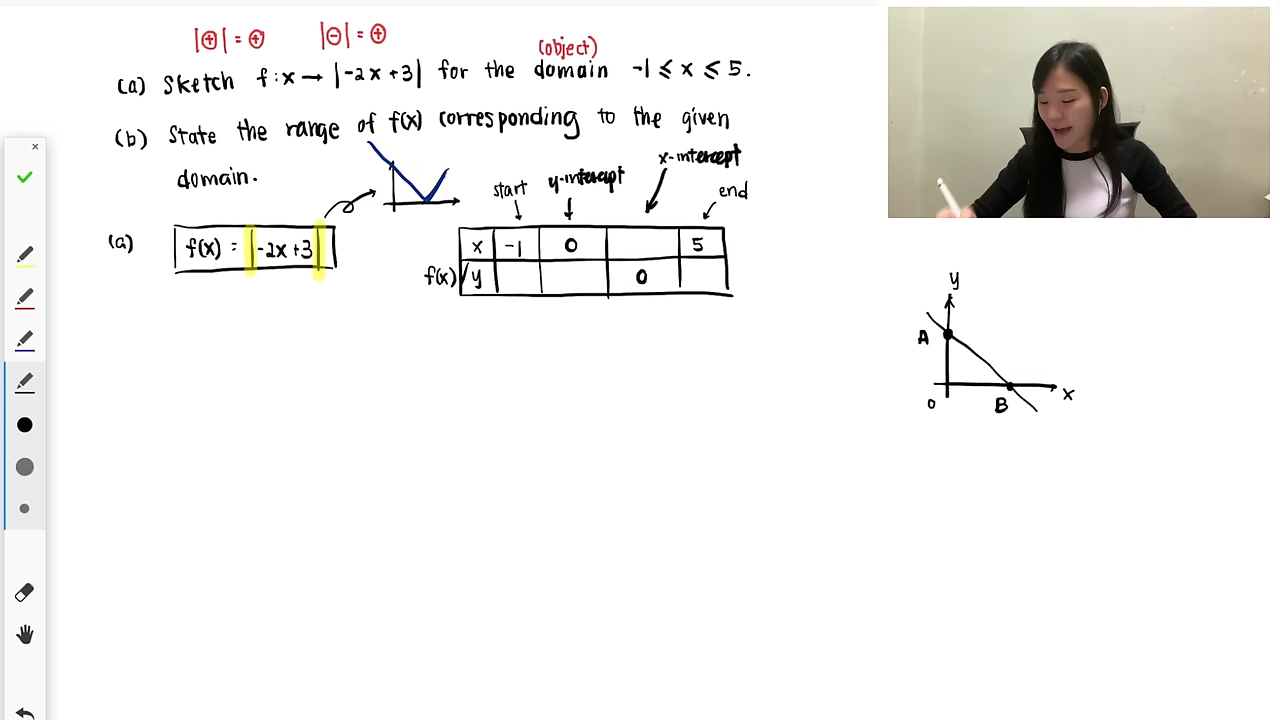 |⊕| = ⊕ |⊖| = ⊕
(object)
(a) Sketch f : x → |-2x + 3| for the domain -1 ≤ x ≤ 5.
(b) State the range of f(x) corresponding to the given
domain.
x-intercept
start y-intercept end
(a) f(x) = |-2x +3|
x -1 0 5
f(x)/y 0
y
A
0 B x